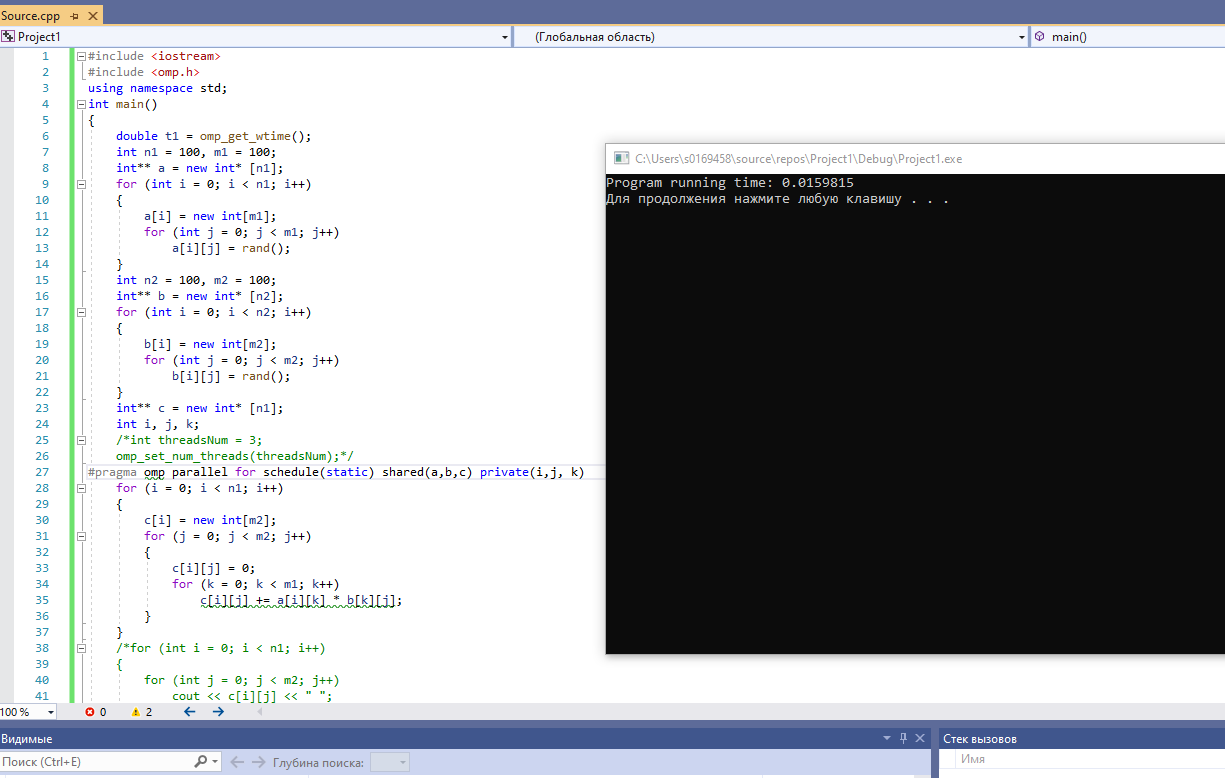 Source.cpp
Project1 (Глобальная область) main()
1 #include <iostream>
2 #include <omp.h>
3 using namespace std;
4 int main()
5 {
6 double t1 = omp_get_wtime();
7 int n1 = 100, m1 = 100;
8 int** a = new int* [n1];
9 for (int i = 0; i < n1; i++)
10 {
11 a[i] = new int[m1];
12 for (int j = 0; j < m1; j++)
13 a[i][j] = rand();
14 }
15 int n2 = 100, m2 = 100;
16 int** b = new int* [n2];
17 for (int i = 0; i < n2; i++)
18 {
19 b[i] = new int[m2];
20 for (int j = 0; j < m2; j++)
21 b[i][j] = rand();
22 }
23 int** c = new int* [n1];
24 int i, j, k;
25 /*int threadsNum = 3;
26 omp_set_num_threads(threadsNum);*/
27 #pragma omp parallel for schedule(static) shared(a,b,c) private(i,j, k)
28 for (i = 0; i < n1; i++)
29 {
30 c[i] = new int[m2];
31 for (j = 0; j < m2; j++)
32 {
33 c[i][j] = 0;
34 for (k = 0; k < m1; k++)
35 c[i][j] += a[i][k] * b[k][j];
36 }
37 }
38 /*for (int i = 0; i < n1; i++)
39 {
40 for (int j = 0; j < m2; j++)
41 cout << c[i][j] << " ";
C:\Users\s0169458\source\repos\Project1\Debug\Project1.exe
Program running time: 0.0159815
Для продолжения нажмите любую клавишу . . .
100 % 0 2
Видимые
Поиск (Ctrl+E) Глубина поиска:
Стек вызовов
Имя